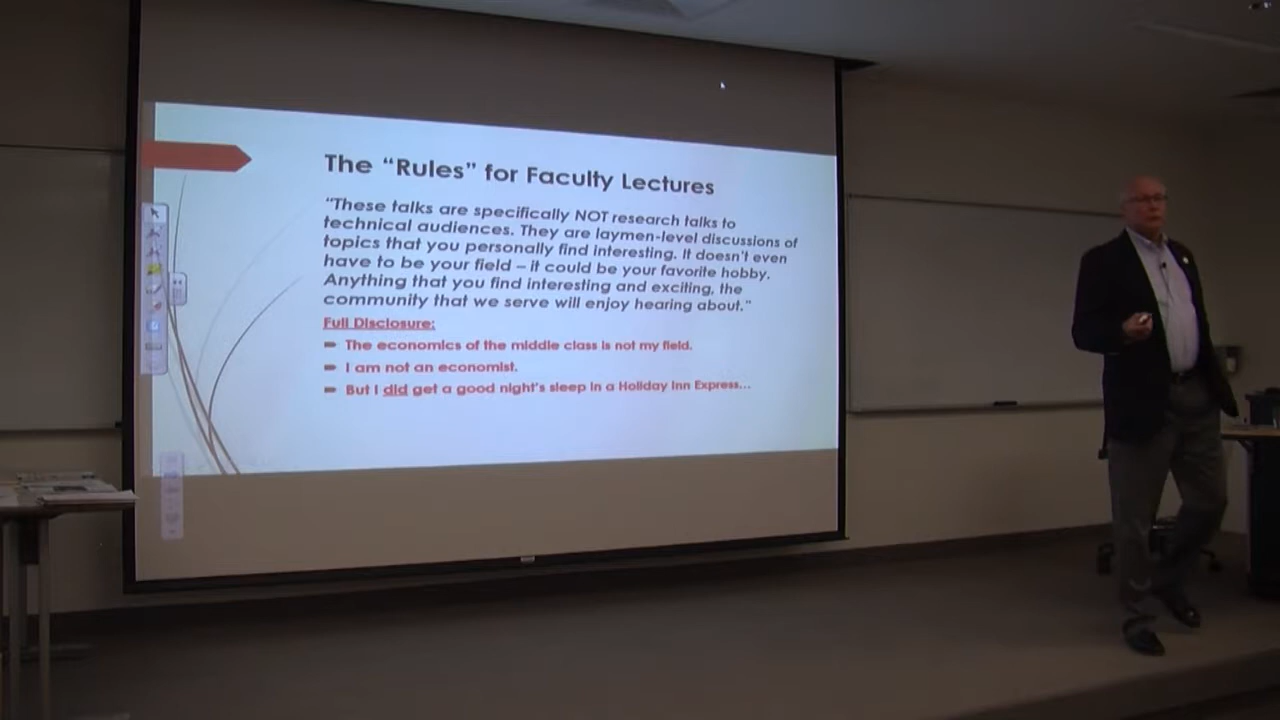 The “Rules” for Faculty Lectures
“These talks are specifically NOT research talks to
technical audiences. They are laymen-level discussions of
topics that you personally find interesting. It doesn't even
have to be your field – it could be your favorite hobby.
Anything that you find interesting and exciting, the
community that we serve will enjoy hearing about.”
Full Disclosure:
The economics of the middle class is not my field.
I am not an economist.
But I did get a good night's sleep in a Holiday Inn Express...